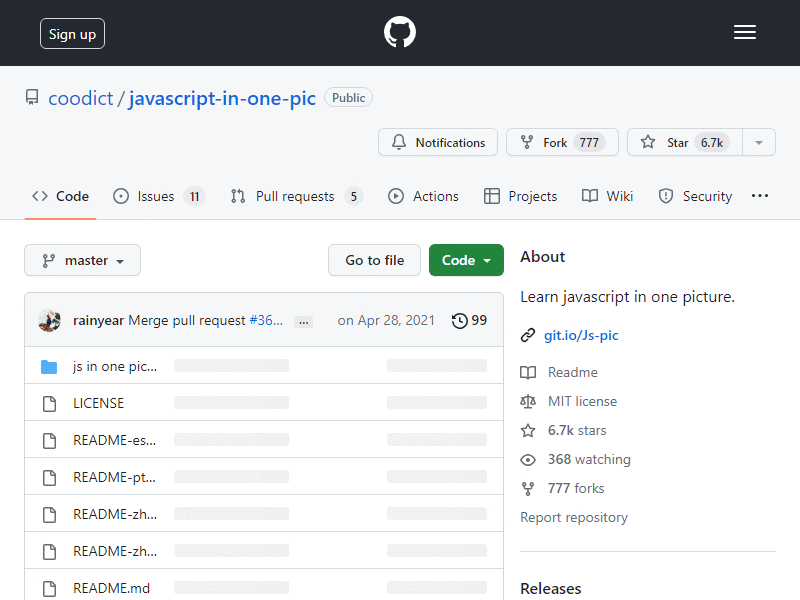 Sign up
coodict / javascript-in-one-pic Public
Notifications Fork 777 Star 6.7k
Code Issues 11 Pull requests 5 Actions Projects Wiki Security ...
master Go to file Code
rainyear Merge pull request #36... ... on Apr 28, 2021 99
js in one pic...
LICENSE
README-es...
README-pt...
README-zh...
README-zh...
README.md
About
Learn javascript in one picture.
git.io/Js-pic
Readme
MIT license
6.7k stars
368 watching
777 forks
Report repository
Releases